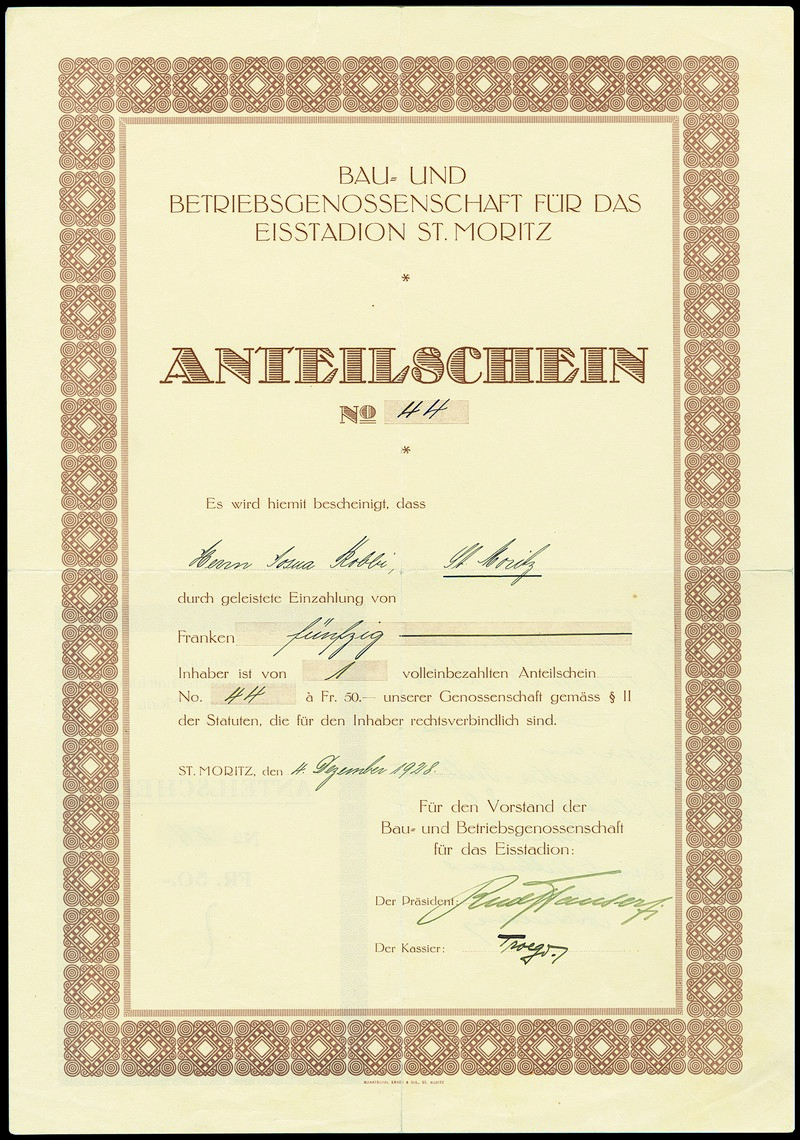 BAU- UND
BETRIEBSGENOSSENSCHAFT FÜR DAS
EISSTADION ST. MORITZ
*
ANTEILSCHEIN
No 44
*
Es wird hiemit bescheinigt, dass
Herrn Josua Robbi, St. Moritz
durch geleistete Einzahlung von
Franken fünfzig
Inhaber ist von 1 volleinbezahlten Anteilschein
No. 44 à Fr. 50.— unserer Genossenschaft gemäss § 11
der Statuten, die für den Inhaber rechtsverbindlich sind.
ST. MORITZ, den 4. Dezember 1928.
Für den Vorstand der
Bau- und Betriebsgenossenschaft
für das Eisstadion:
Der Präsident:
Der Kassier: